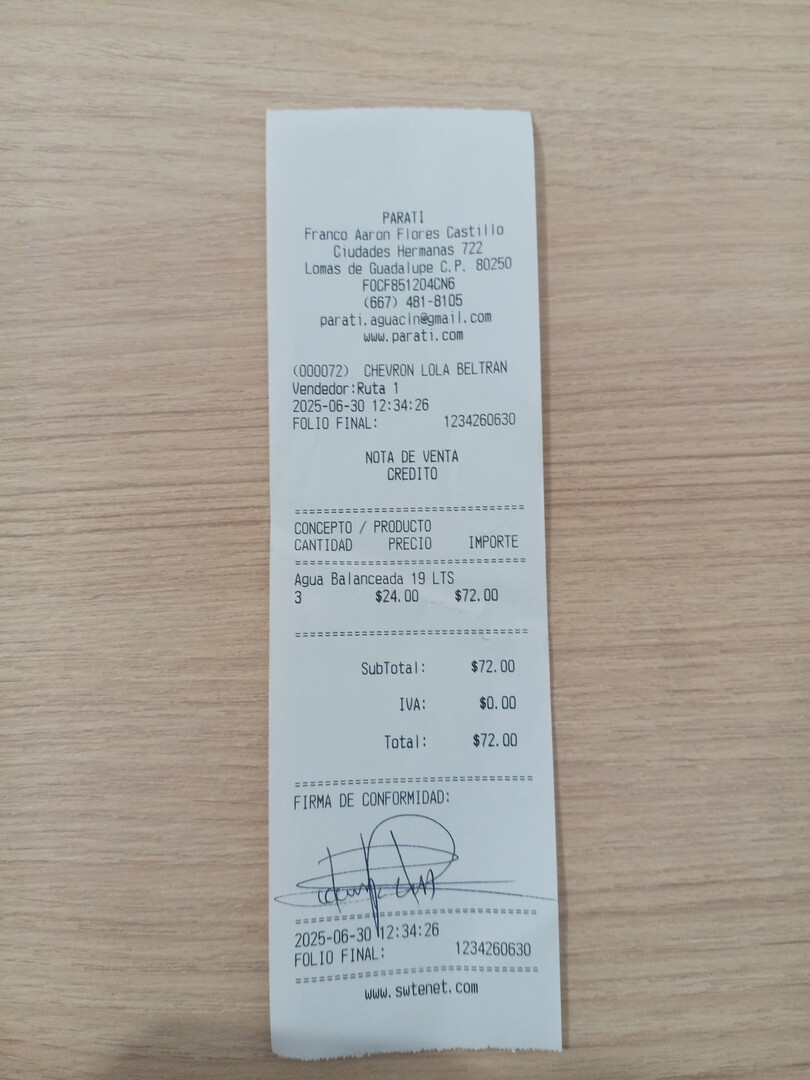 PARATI
Franco Aaron Flores Castillo
Ciudades Hermanas 722
Lomas de Guadalupe C.P. 80250
FOCF851204CN6
(667) 481-8105
parati.aguacln@gmail.com
www.parati.com
(000072) CHEVRON LOLA BELTRAN
Vendedor:Ruta 1
2025-06-30 12:34:26
FOLIO FINAL: 1234260630
NOTA DE VENTA
CREDITO
==============================
CONCEPTO / PRODUCTO
CANTIDAD PRECIO IMPORTE
==============================
Agua Balanceada 19 LTS
3 $24.00 $72.00
==============================
SubTotal: $72.00
IVA: $0.00
Total: $72.00
==============================
FIRMA DE CONFORMIDAD:
==============================
2025-06-30 12:34:26
FOLIO FINAL: 1234260630
==============================
www.swtenet.com